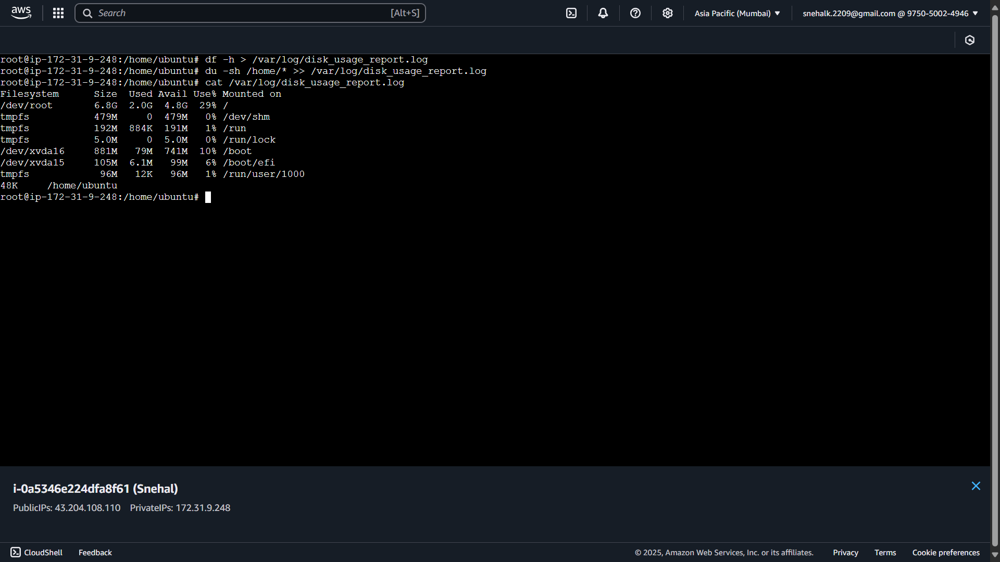 aws
Search [Alt+S]
Asia Pacific (Mumbai) ▼
snehalk.2209@gmail.com @ 9750-5002-4946 ▼
root@ip-172-31-9-248:/home/ubuntu# df -h > /var/log/disk_usage_report.log
root@ip-172-31-9-248:/home/ubuntu# du -sh /home/* >> /var/log/disk_usage_report.log
root@ip-172-31-9-248:/home/ubuntu# cat /var/log/disk_usage_report.log
Filesystem      Size  Used Avail Use% Mounted on
/dev/root       6.8G  2.0G  4.8G  29% /
tmpfs           479M     0  479M   0% /dev/shm
tmpfs           192M  884K  191M   1% /run
tmpfs           5.0M     0  5.0M   0% /run/lock
/dev/xvda16     881M   79M  741M  10% /boot
/dev/xvda15     105M  6.1M   99M   6% /boot/efi
tmpfs            96M   12K   96M   1% /run/user/1000
48K     /home/ubuntu
root@ip-172-31-9-248:/home/ubuntu#
i-0a5346e224dfa8f61 (Snehal)
PublicIPs: 43.204.108.110 PrivateIPs: 172.31.9.248
CloudShell Feedback © 2025, Amazon Web Services, Inc. or its affiliates. Privacy Terms Cookie preferences